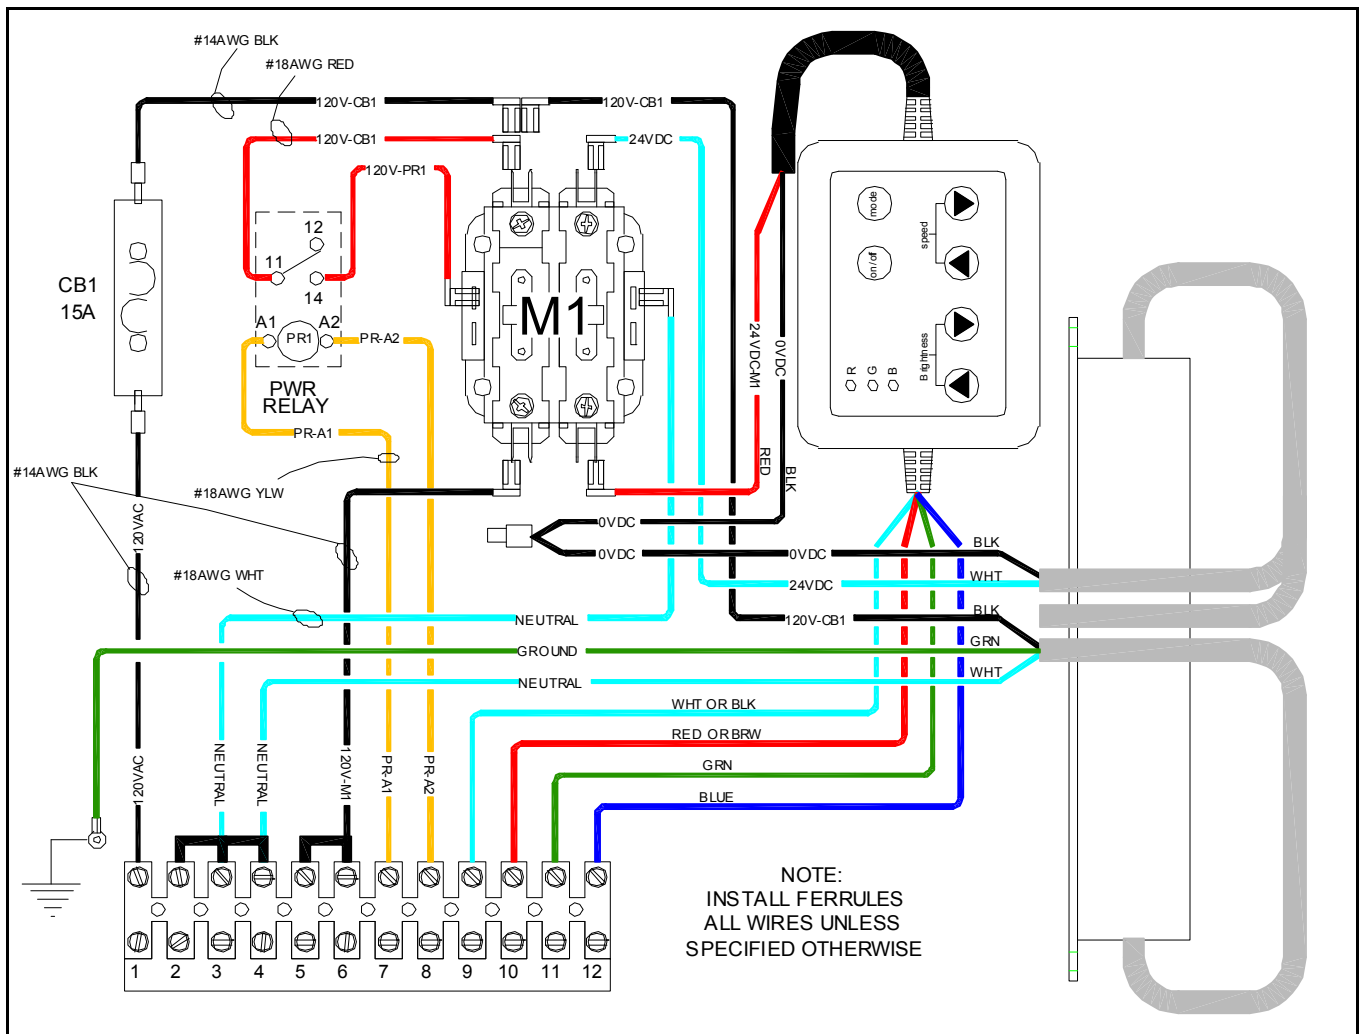 #14AWG BLK
#18AWG RED
120V-CB1
120V-CB1
120V-CB1
24VDC
120V-PR1
mode
speed
on/of
12
11
14
CB1
15A
A1
A2
PR1
PR-A2
M1
24VDC-M1
0VDC
Brightness
R
G
B
PWR
RELAY
PR-A1
#14AWG BLK
#18AWG YLW
RED
BLK
120VAC
0VDC
0VDC
0VDC
BLK
#18AWG WHT
24VDC
WHT
NEUTRAL
120V-CB1
BLK
GROUND
GRN
NEUTRAL
WHT
WHT OR BLK
RED OR BRW
GRN
BLUE
120VAC
NEUTRAL
NEUTRAL
120V-M1
PR-A1
PR-A2
NOTE:
INSTALL FERRULES
ALL WIRES UNLESS
SPECIFIED OTHERWISE
1 2 3 4 5 6 7 8 9 10 11 12